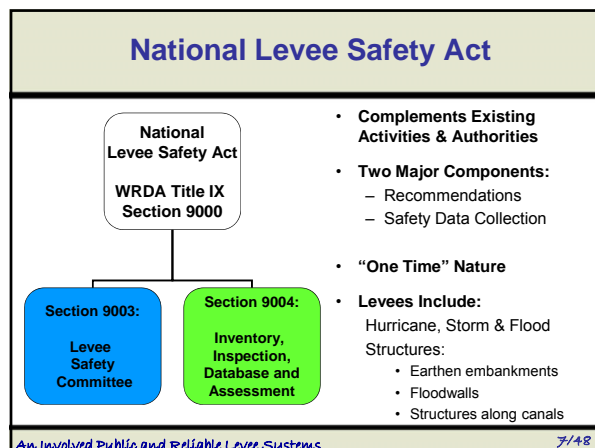 National Levee Safety Act
National
Levee Safety Act
WRDA Title IX
Section 9000
Section 9003:
Levee
Safety
Committee
Section 9004:
Inventory,
Inspection,
Database and
Assessment
• Complements Existing
Activities & Authorities
• Two Major Components:
– Recommendations
– Safety Data Collection
• “One Time” Nature
• Levees Include:
Hurricane, Storm & Flood
Structures:
• Earthen embankments
• Floodwalls
• Structures along canals
An Involved Public and Reliable Levee Systems
7/48